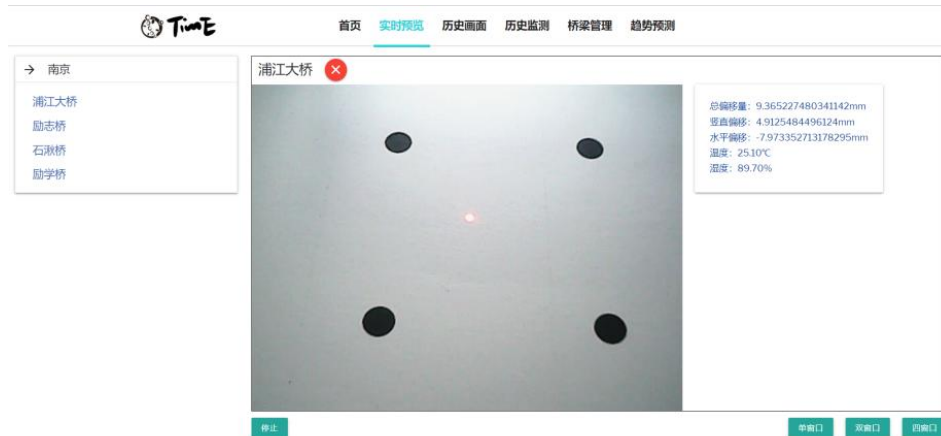 TimE
首页 实时预览 历史画面 历史监测 桥梁管理 趋势预测
→ 南京
浦江大桥
励志桥
石湫桥
励学桥
浦江大桥
总偏移量：9.365227480341142mm
竖直偏移：4.9125484496124mm
水平偏移：-7.973352713178295mm
温度：25.10℃
湿度：89.70%
停止
单窗口 双窗口 四窗口